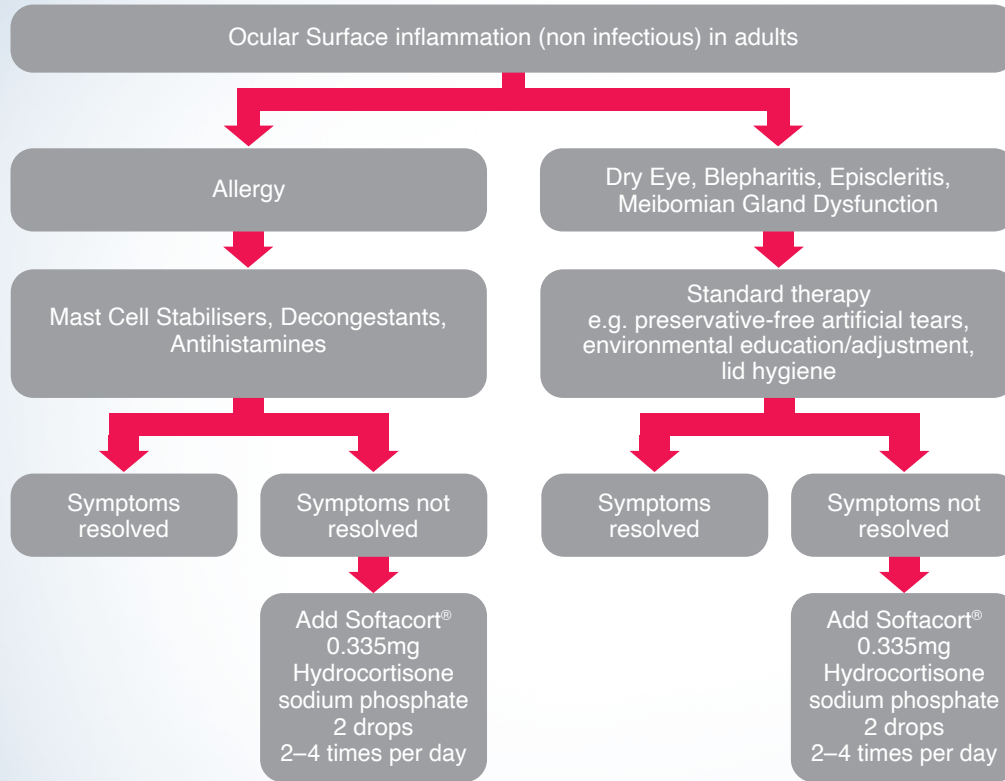 Ocular Surface inflammation (non infectious) in adults
Allergy
Dry Eye, Blepharitis, Episcleritis,
Meibomian Gland Dysfunction
Mast Cell Stabilisers, Decongestants,
Antihistamines
Standard therapy
e.g. preservative-free artificial tears,
environmental education/adjustment,
lid hygiene
Symptoms
resolved
Symptoms not
resolved
Symptoms
resolved
Symptoms not
resolved
Add Softacort®
0.335mg
Hydrocortisone
sodium phosphate
2 drops
2–4 times per day
Add Softacort®
0.335mg
Hydrocortisone
sodium phosphate
2 drops
2–4 times per day